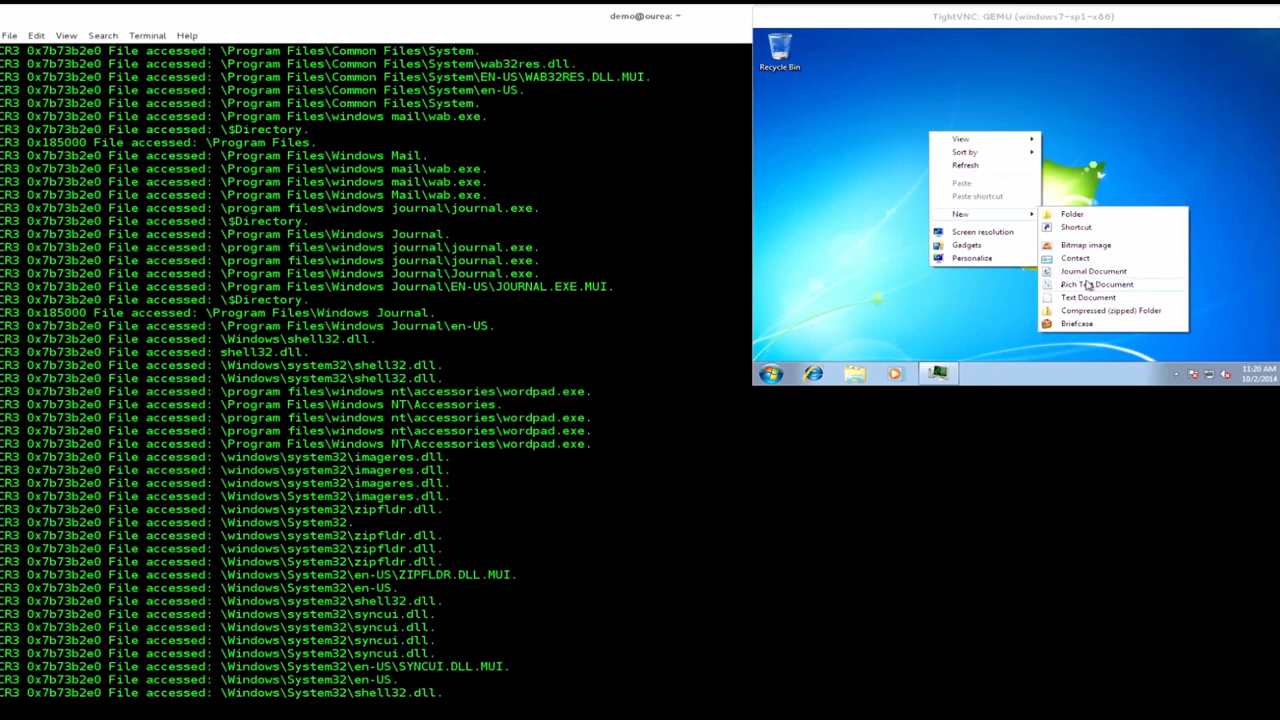 demo@ourea: ~
File Edit View Search Terminal Help
CR3 0x7b73b2e0 File accessed: \Program Files\Common Files\System.
CR3 0x7b73b2e0 File accessed: \Program Files\Common Files\System\wab32res.dll.
CR3 0x7b73b2e0 File accessed: \Program Files\Common Files\System\EN-US\WAB32RES.DLL.MUI.
CR3 0x7b73b2e0 File accessed: \Program Files\Common Files\System\en-US.
CR3 0x7b73b2e0 File accessed: \Program Files\Common Files\System.
CR3 0x7b73b2e0 File accessed: \Program Files\windows mail\wab.exe.
CR3 0x7b73b2e0 File accessed: \$Directory.
CR3 0x185000 File accessed: \Program Files.
CR3 0x7b73b2e0 File accessed: \Program Files\Windows Mail.
CR3 0x7b73b2e0 File accessed: \Program Files\windows mail\wab.exe.
CR3 0x7b73b2e0 File accessed: \Program Files\windows mail\wab.exe.
CR3 0x7b73b2e0 File accessed: \Program Files\Windows Mail\wab.exe.
CR3 0x7b73b2e0 File accessed: \program files\windows journal\journal.exe.
CR3 0x7b73b2e0 File accessed: \$Directory.
CR3 0x7b73b2e0 File accessed: \Program Files\Windows Journal.
CR3 0x7b73b2e0 File accessed: \program files\windows journal\journal.exe.
CR3 0x7b73b2e0 File accessed: \program files\windows journal\journal.exe.
CR3 0x7b73b2e0 File accessed: \Program Files\Windows Journal\Journal.exe.
CR3 0x7b73b2e0 File accessed: \Program Files\Windows Journal\EN-US\JOURNAL.EXE.MUI.
CR3 0x7b73b2e0 File accessed: \$Directory.
CR3 0x185000 File accessed: \Program Files\Windows Journal.
CR3 0x7b73b2e0 File accessed: \Program Files\Windows Journal\en-US.
CR3 0x7b73b2e0 File accessed: \Windows\shell32.dll.
CR3 0x7b73b2e0 File accessed: shell32.dll.
CR3 0x7b73b2e0 File accessed: \Windows\system32\shell32.dll.
CR3 0x7b73b2e0 File accessed: \Windows\system32\shell32.dll.
CR3 0x7b73b2e0 File accessed: \program files\windows nt\accessories\wordpad.exe.
CR3 0x7b73b2e0 File accessed: \Program Files\Windows NT\Accessories.
CR3 0x7b73b2e0 File accessed: \program files\windows nt\accessories\wordpad.exe.
CR3 0x7b73b2e0 File accessed: \program files\windows nt\accessories\wordpad.exe.
CR3 0x7b73b2e0 File accessed: \Program Files\Windows NT\Accessories\wordpad.exe.
CR3 0x7b73b2e0 File accessed: \windows\system32\imageres.dll.
CR3 0x7b73b2e0 File accessed: \windows\system32\imageres.dll.
CR3 0x7b73b2e0 File accessed: \windows\system32\imageres.dll.
CR3 0x7b73b2e0 File accessed: \Windows\System32\imageres.dll.
CR3 0x7b73b2e0 File accessed: \windows\system32\zipfldr.dll.
CR3 0x7b73b2e0 File accessed: \Windows\System32.
CR3 0x7b73b2e0 File accessed: \windows\system32\zipfldr.dll.
CR3 0x7b73b2e0 File accessed: \windows\system32\zipfldr.dll.
CR3 0x7b73b2e0 File accessed: \Windows\System32\zipfldr.dll.
CR3 0x7b73b2e0 File accessed: \Windows\System32\en-US\ZIPFLDR.DLL.MUI.
CR3 0x7b73b2e0 File accessed: \Windows\System32\en-US.
CR3 0x7b73b2e0 File accessed: \Windows\System32\shell32.dll.
CR3 0x7b73b2e0 File accessed: \Windows\System32\syncui.dll.
CR3 0x7b73b2e0 File accessed: \Windows\System32\syncui.dll.
CR3 0x7b73b2e0 File accessed: \Windows\System32\syncui.dll.
CR3 0x7b73b2e0 File accessed: \Windows\System32\syncui.dll.
CR3 0x7b73b2e0 File accessed: \Windows\System32\en-US\SYNCUI.DLL.MUI.
CR3 0x7b73b2e0 File accessed: \Windows\System32\en-US.
CR3 0x7b73b2e0 File accessed: \Windows\System32\shell32.dll.
TightVNC: QEMU (windows7-sp1-x86)
Recycle Bin
View
Sort by
Refresh
Paste
Paste shortcut
New
Screen resolution
Gadgets
Personalize
Folder
Shortcut
Bitmap image
Contact
Journal Document
Rich Text Document
Text Document
Compressed (zipped) Folder
Briefcase
11:20 AM
10/2/2014